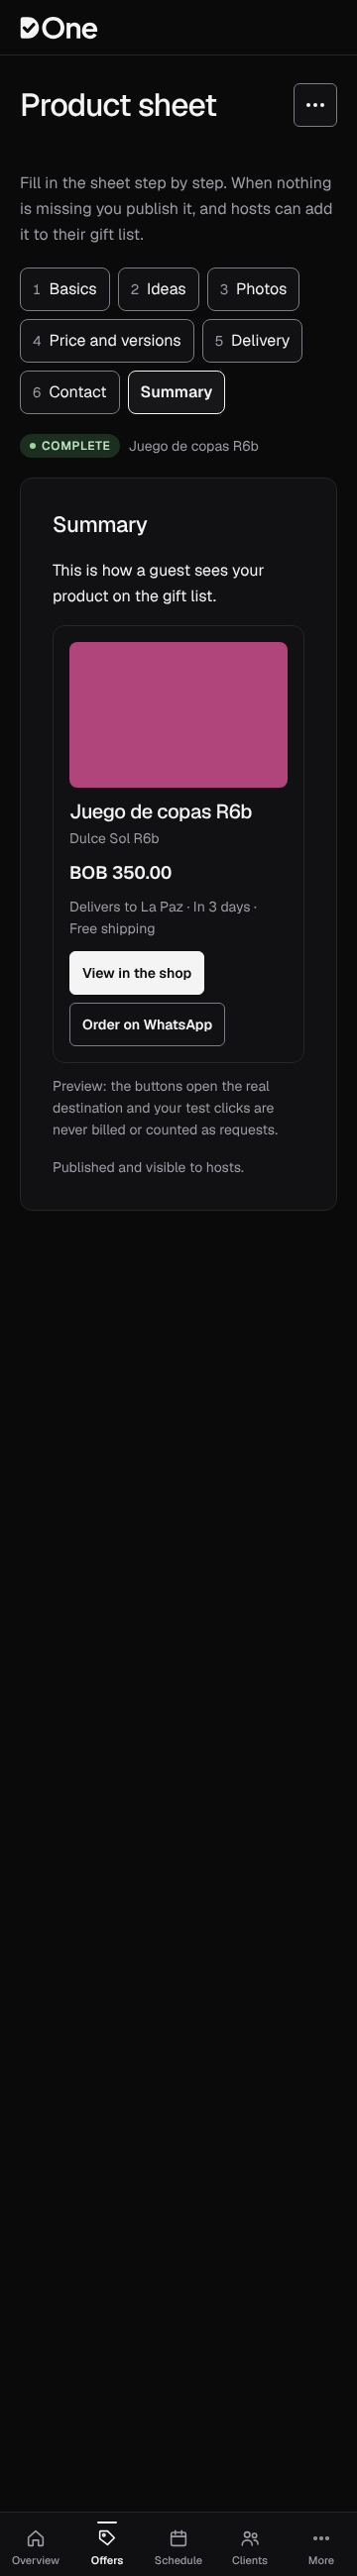 One
Product sheet
Fill in the sheet step by step. When nothing
is missing you publish it, and hosts can add
it to their gift list.
1 Basics
2 Ideas
3 Photos
4 Price and versions
5 Delivery
6 Contact
Summary
COMPLETE
Juego de copas R6b
Summary
This is how a guest sees your
product on the gift list.
Juego de copas R6b
Dulce Sol R6b
BOB 350.00
Delivers to La Paz · In 3 days ·
Free shipping
View in the shop
Order on WhatsApp
Preview: the buttons open the real
destination and your test clicks are
never billed or counted as requests.
Published and visible to hosts.
Overview
Offers
Schedule
Clients
More